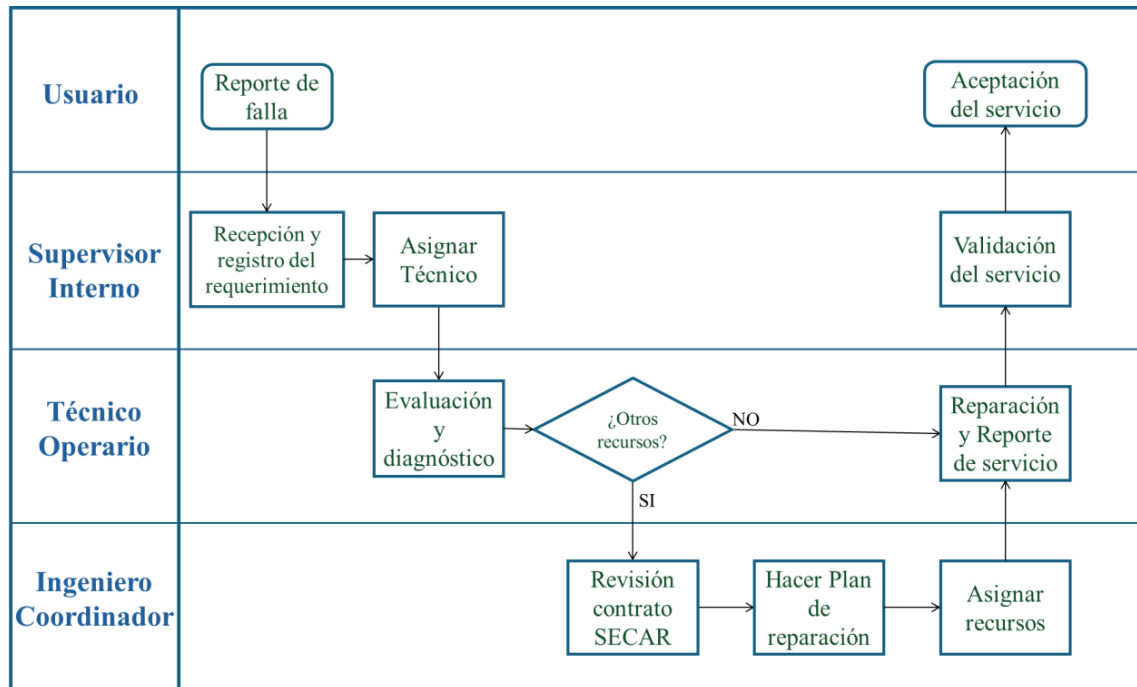 Usuario
Reporte de
falla
Aceptación
del servicio
Supervisor
Interno
Recepción y
registro del
requerimiento
Asignar
Técnico
Validación
del servicio
Técnico
Operario
Evaluación
y
diagnóstico
¿Otros
recursos?
NO
SI
Reparación
y Reporte
de servicio
Ingeniero
Coordinador
Revisión
contrato
SECAR
Hacer Plan
de
reparación
Asignar
recursos